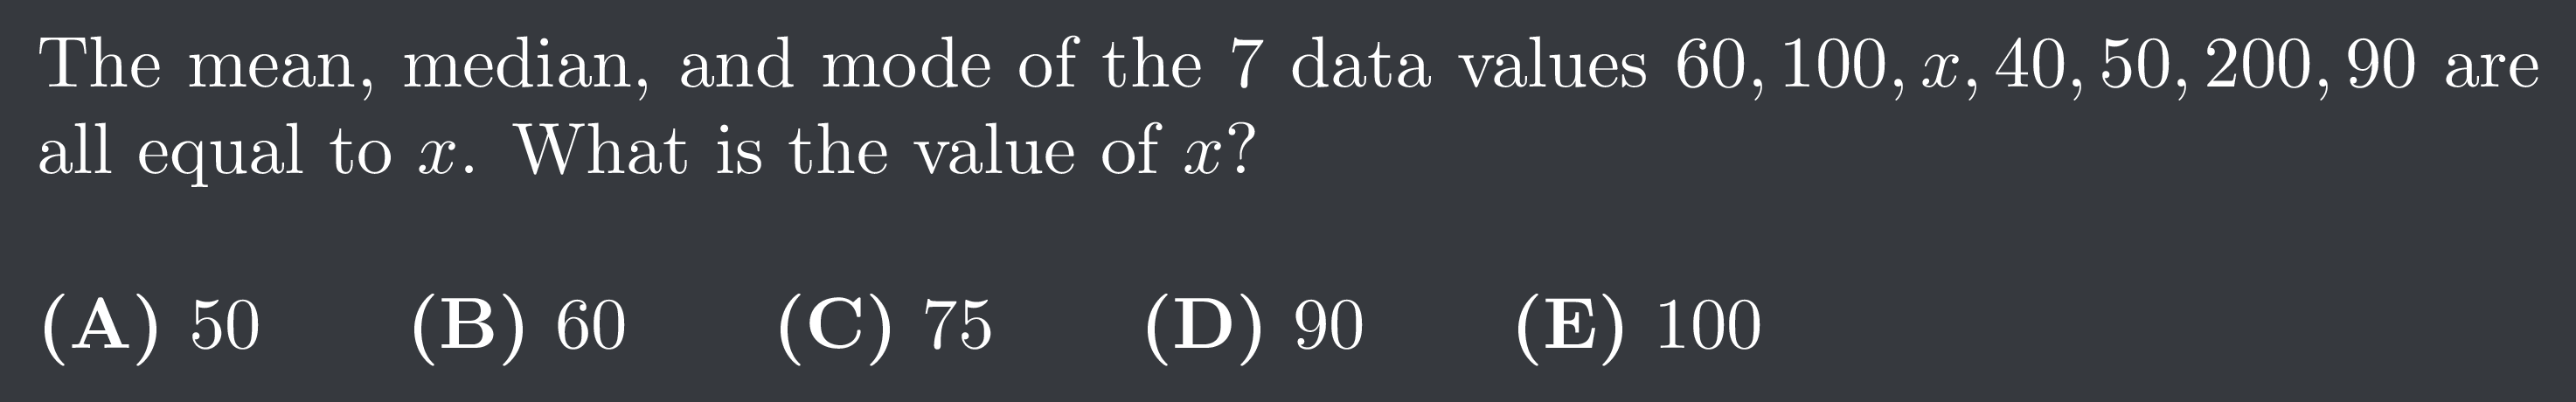 The mean, median, and mode of the 7 data values 60, 100, x, 40, 50, 200, 90 are
all equal to x. What is the value of x?
(A) 50 (B) 60 (C) 75 (D) 90 (E) 100